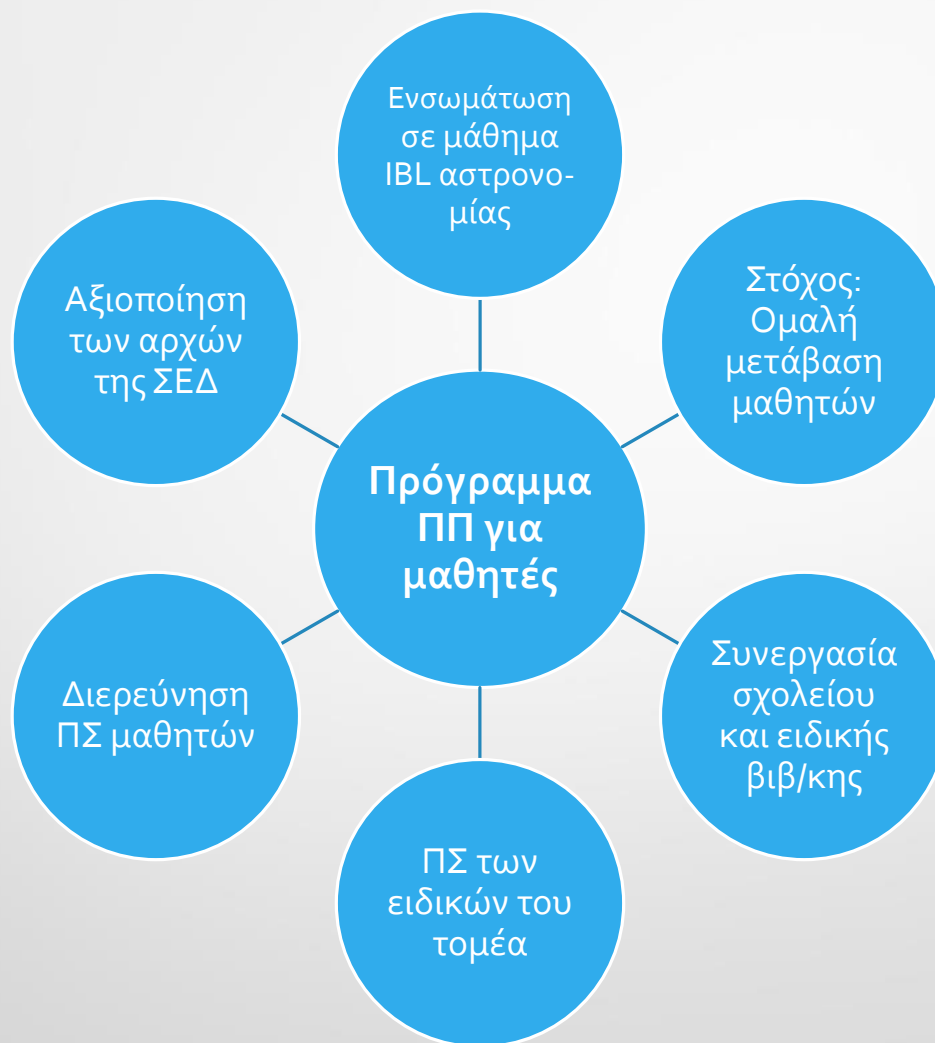 Ενσωμάτωση
σε μάθημα
IBL αστρονο-
μίας
Στόχος:
Ομαλή
μετάβαση
μαθητών
Συνεργασία
σχολείου
και ειδικής
βιβ/κης
ΠΣ των
ειδικών του
τομέα
Διερεύνηση
ΠΣ μαθητών
Αξιοποίηση
των αρχών
της ΣΕΔ
Πρόγραμμα
ΠΠ για
μαθητές